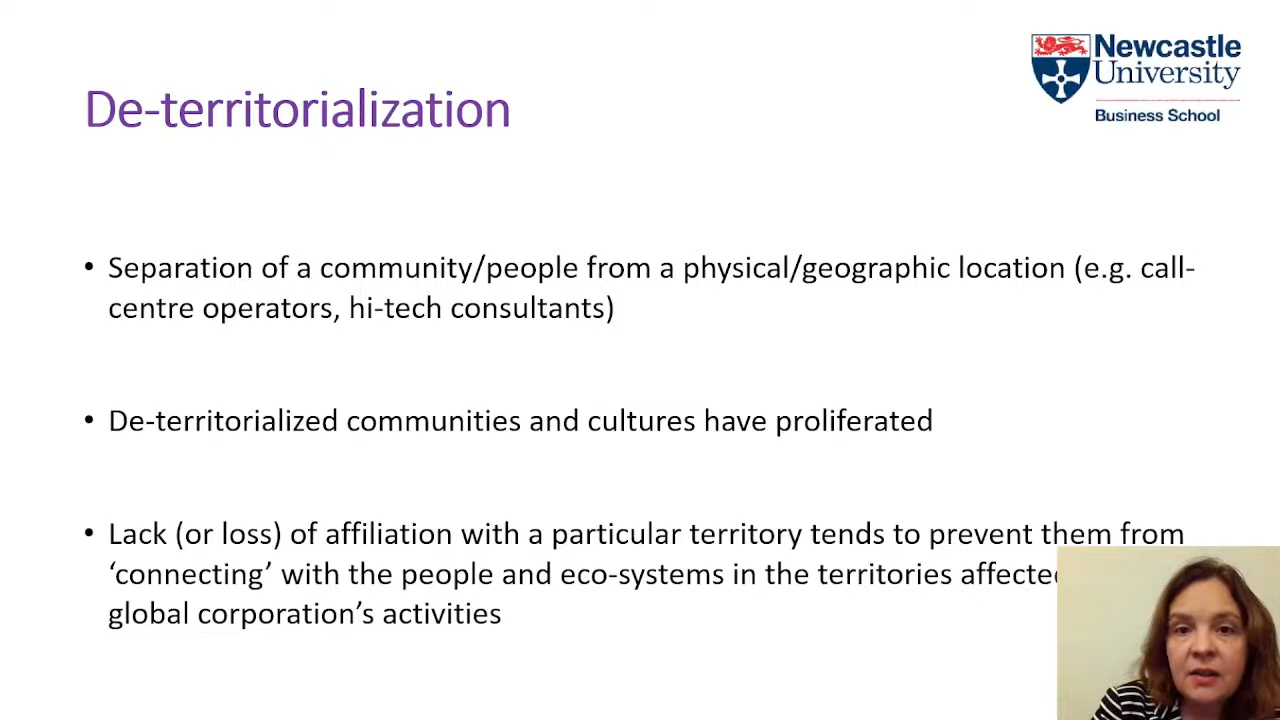 Newcastle
University
Business School
De-territorialization
• Separation of a community/people from a physical/geographic location (e.g. call-
centre operators, hi-tech consultants)
• De-territorialized communities and cultures have proliferated
• Lack (or loss) of affiliation with a particular territory tends to prevent them from
‘connecting’ with the people and eco-systems in the territories affected
global corporation’s activities